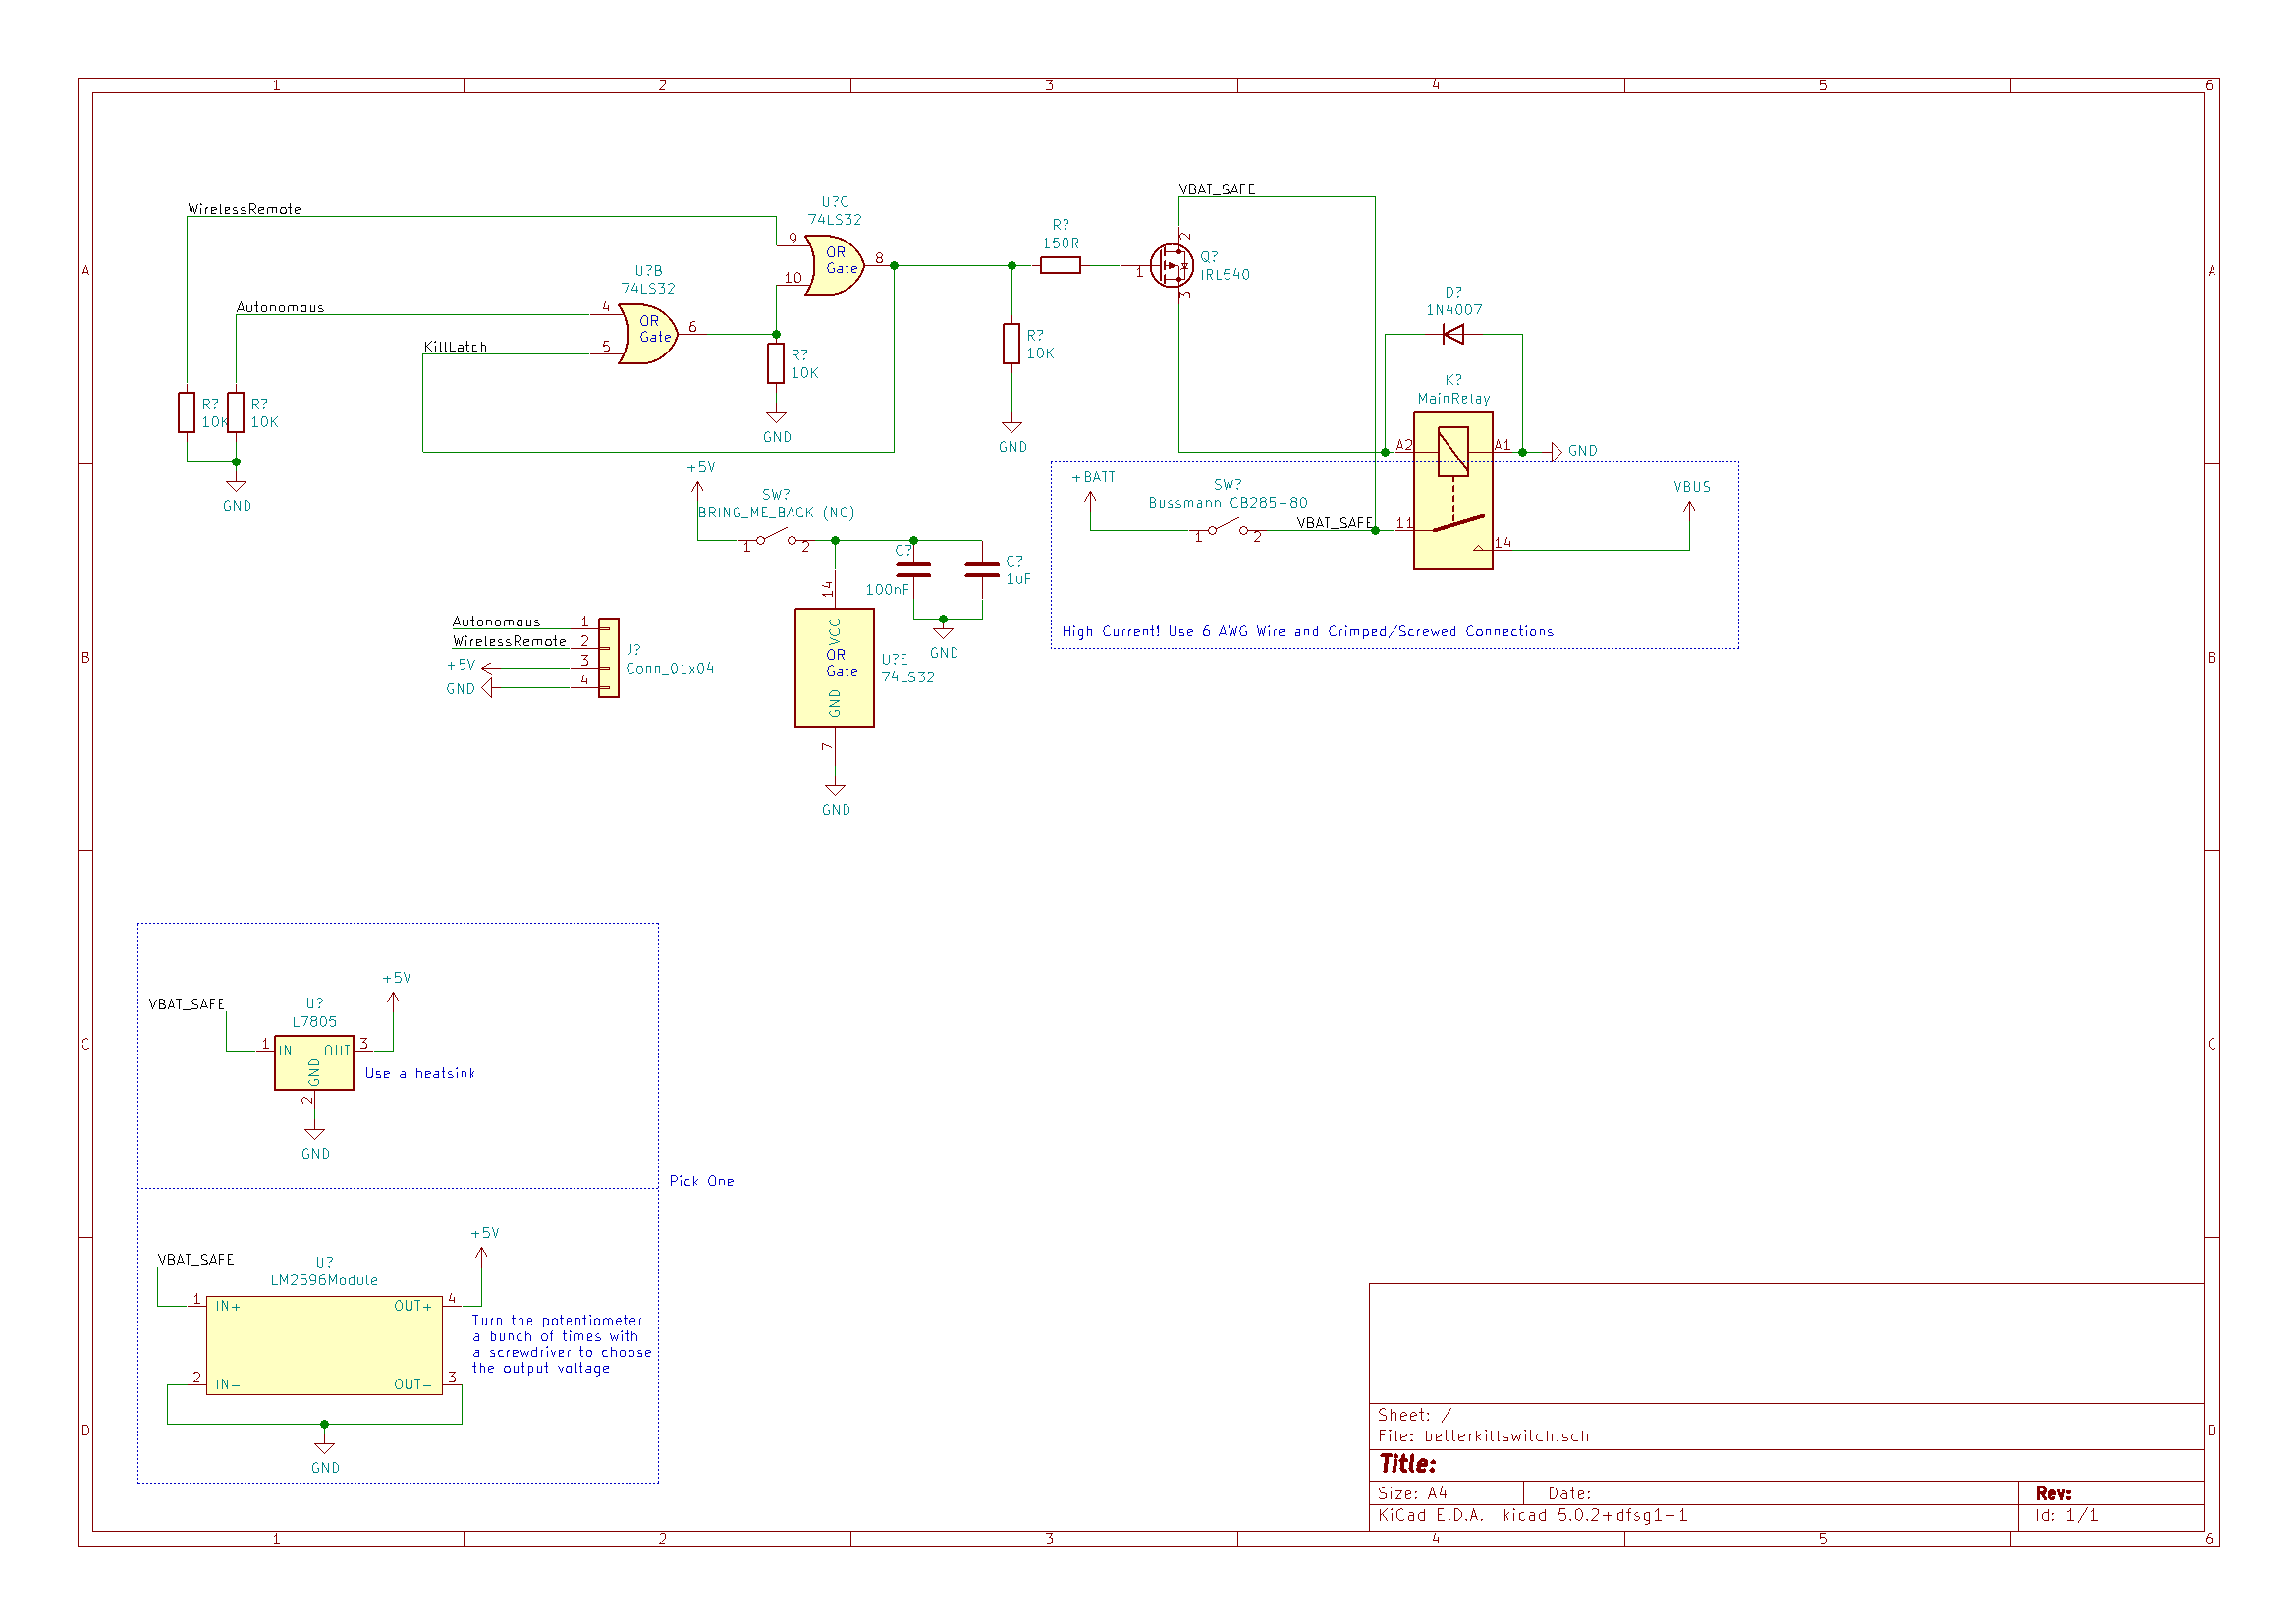 1 2 3 4 5 6
A A
B B
C C
D D
1 2 3 4 5 6
WirelessRemote
Autonomous
KillLatch
R?
10K
R?
10K
GND
U?B
74LS32
OR
Gate
4
5
6
U?C
74LS32
OR
Gate
9
10
8
R?
10K
GND
R?
10K
GND
R?
150R
VBAT_SAFE
Q?
IRL540
1
2
3
D?
1N4007
K?
MainRelay
A2
A1
11
14
GND
+BATT
SW?
Bussmann CB285-80
1
2
VBAT_SAFE
VBUS
High Current! Use 6 AWG Wire and Crimped/Screwed Connections
+5V
SW?
BRING_ME_BACK (NC)
1
2
C?
100nF
C?
1uF
GND
14
VCC
OR
Gate
GND
7
U?E
74LS32
GND
Autonomous
WirelessRemote
+5V
GND
1
2
3
4
J?
Conn_01x04
VBAT_SAFE
U?
L7805
1
IN
OUT
3
GND
2
+5V
Use a heatsink
GND
Pick One
VBAT_SAFE
U?
LM2596Module
1
IN+
OUT+
4
2
IN-
OUT-
3
+5V
Turn the potentiometer
a bunch of times with
a screwdriver to choose
the output voltage
GND
Sheet: /
File: betterkillswitch.sch
Title:
Size: A4 Date: Rev:
KiCad E.D.A. kicad 5.0.2+dfsg1-1 Id: 1/1